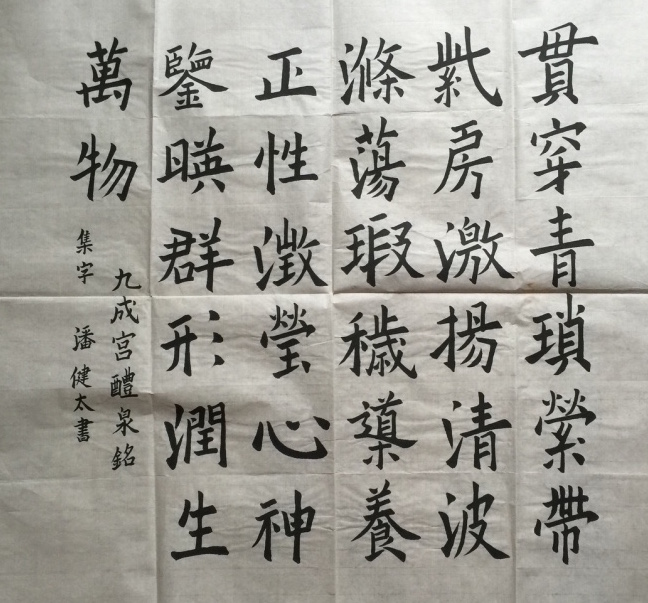 貫穿青瑣縈帶
紫房激揚清波
滌蕩瑕穢導養
正性澂瑩心神
鑒暎群形潤生
萬物
九成宮醴泉銘
集字 潘健太書